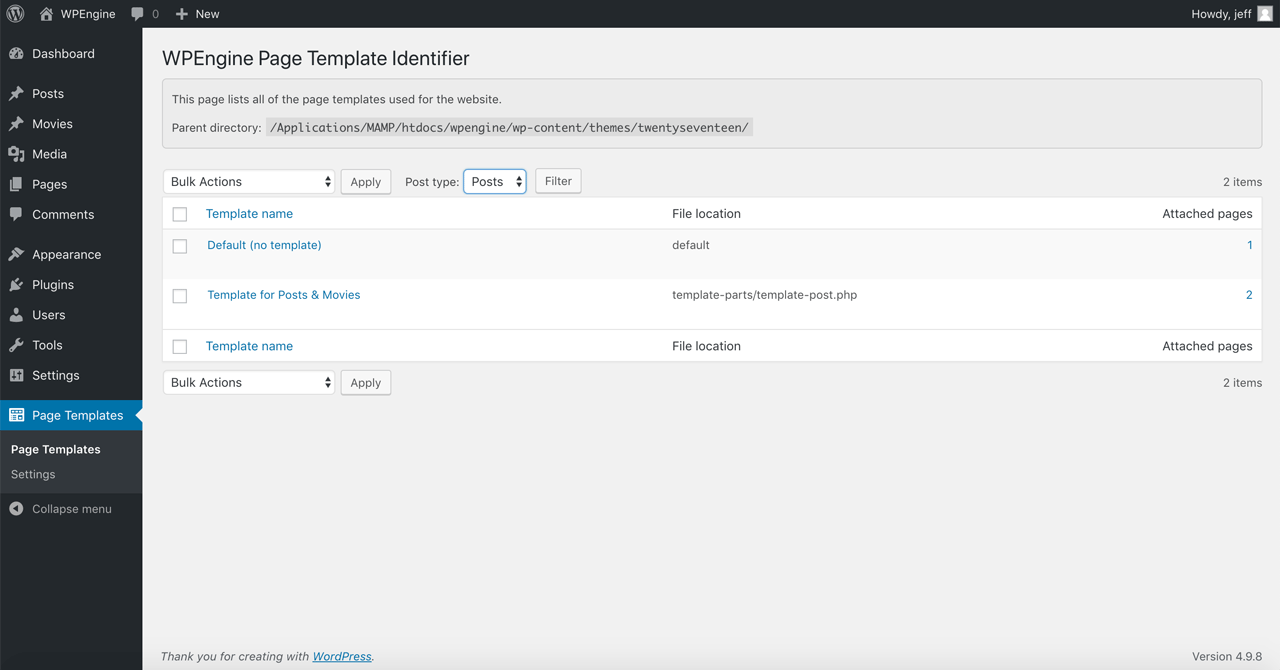 WPEngine 0 New Howdy, jeff
Dashboard
Posts
Movies
Media
Pages
Comments
Appearance
Plugins
Users
Tools
Settings
Page Templates
Page Templates
Settings
Collapse menu
WPEngine Page Template Identifier
This page lists all of the page templates used for the website.
Parent directory: /Applications/MAMP/htdocs/wpengine/wp-content/themes/twentyseventeen/
Bulk Actions Apply Post type: Posts Filter 2 items
Template name File location Attached pages
Default (no template) default 1
Template for Posts & Movies template-parts/template-post.php 2
Template name File location Attached pages
Bulk Actions Apply 2 items
Thank you for creating with WordPress. Version 4.9.8